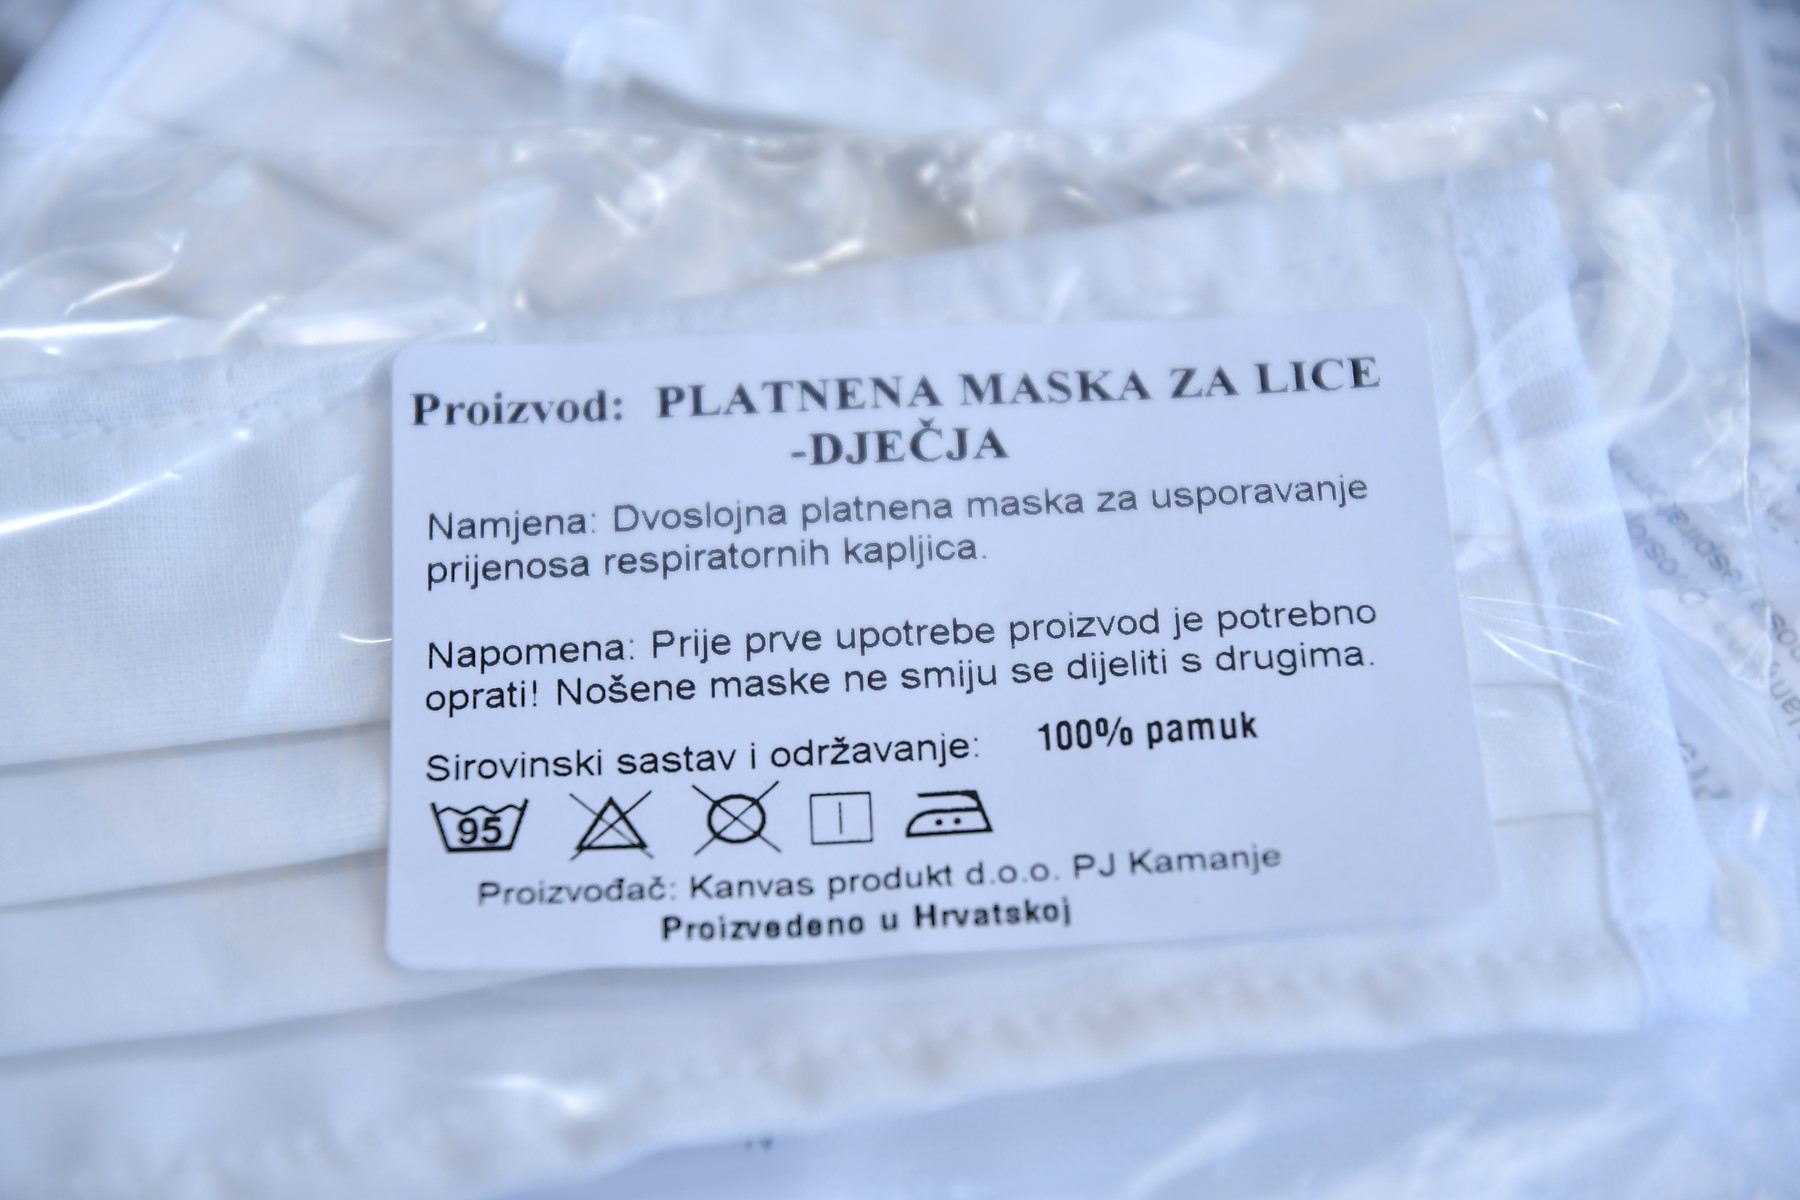 Proizvod: PLATNENA MASKA ZA LICE
-DJEČJA
Namjena: Dvoslojna platnena maska za usporavanje
prijenosa respiratornih kapljica.
Napomena: Prije prve upotrebe proizvod je potrebno
oprati! Nošene maske ne smiju se dijeliti s drugima.
Sirovinski sastav i održavanje: 100% pamuk
95
Proizvođač: Kanvas produkt d.o.o. PJ Kamanje
Proizvedeno u Hrvatskoj